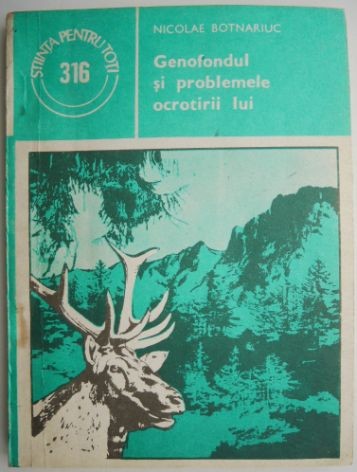 ȘTIINȚA PENTRU TOȚI
316
NICOLAE BOTNARIUC
Genofondul
și problemele
ocrotirii lui